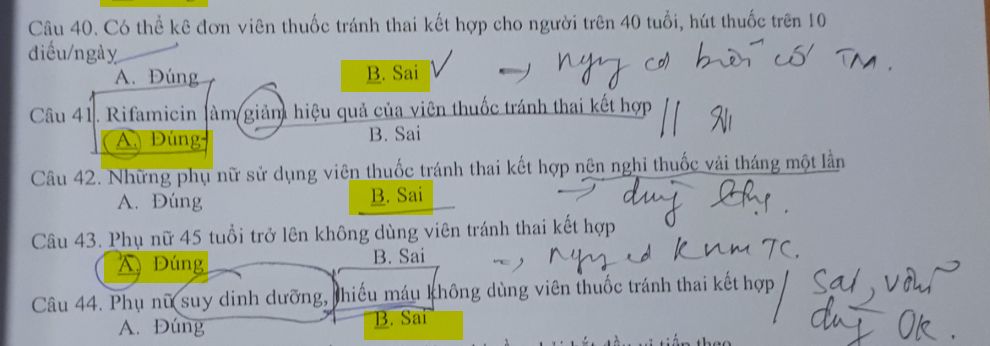 Câu 40. Có thể kê đơn viên thuốc tránh thai kết hợp cho người trên 40 tuổi, hút thuốc trên 10
điếu/ngày
A. Đúng B. Sai → nguy cơ biến cố TM.
Câu 41. Rifamicin làm giảm hiệu quả của viên thuốc tránh thai kết hợp
A. Đúng B. Sai
Câu 42. Những phụ nữ sử dụng viên thuốc tránh thai kết hợp nên nghỉ thuốc vài tháng một lần
A. Đúng B. Sai → dùng
Câu 43. Phụ nữ 45 tuổi trở lên không dùng viên tránh thai kết hợp
A. Đúng B. Sai → nguy cơ TC.
Câu 44. Phụ nữ suy dinh dưỡng, thiếu máu không dùng viên thuốc tránh thai kết hợp / sai, vẫn
A. Đúng B. Sai dùng OK.